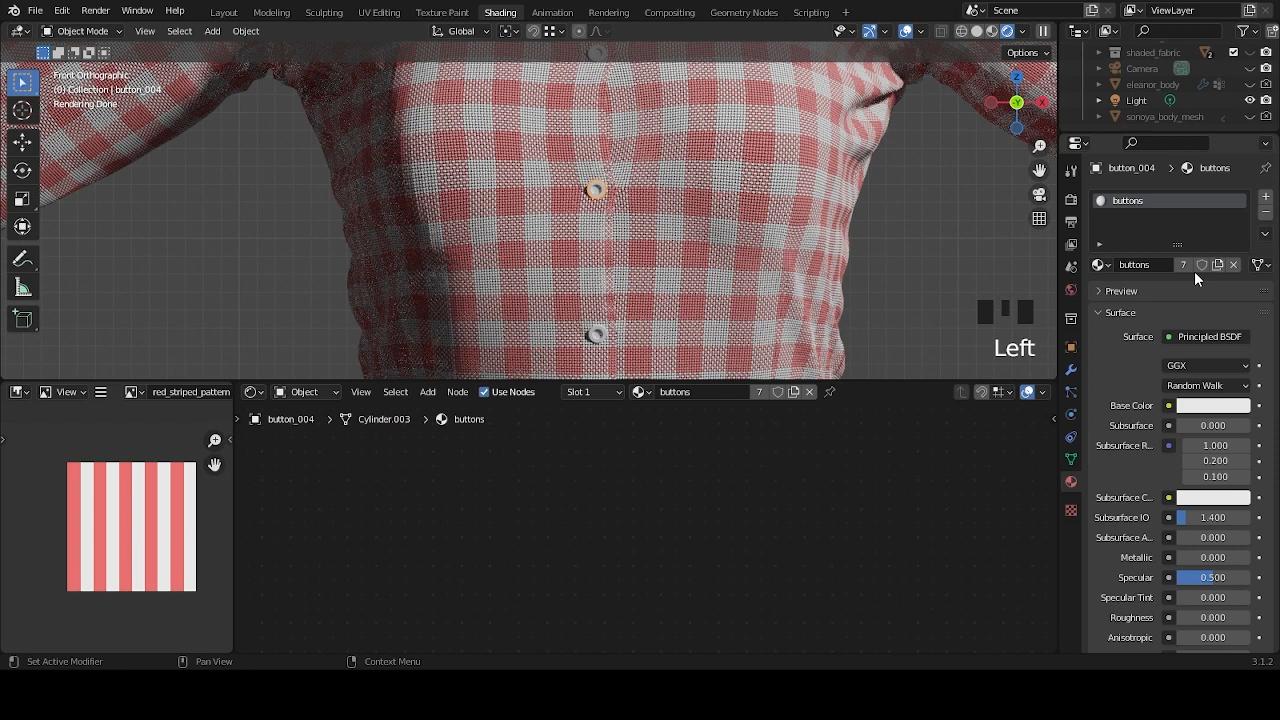 File Edit Render Window Help Layout Modeling Sculpting UV Editing Texture Paint Shading Animation Rendering Compositing Geometry Nodes Scripting + Scene ViewLayer
Object Mode View Select Add Object Global
Options
Front Orthographic
(0) Collection | button_004
Rendering Done
Z
X
-Y
shaded_fabric 2
Camera
eleanor_body
Light
sonoya_body_mesh
button_004 > buttons
buttons
buttons 7
Preview
Surface
Surface Principled BSDF
GGX
Random Walk
Base Color
Subsurface 0.000
Subsurface R... 1.000
0.200
0.100
Subsurface C...
Subsurface IO 1.400
Subsurface A... 0.000
Metallic 0.000
Specular 0.500
Specular Tint 0.000
Roughness 0.000
Anisotropic 0.000
Left
View red_striped_pattern
Object View Select Add Node Use Nodes Slot 1 buttons 7
button_004 > Cylinder.003 > buttons
Set Active Modifier Pan View Context Menu 3.1.2